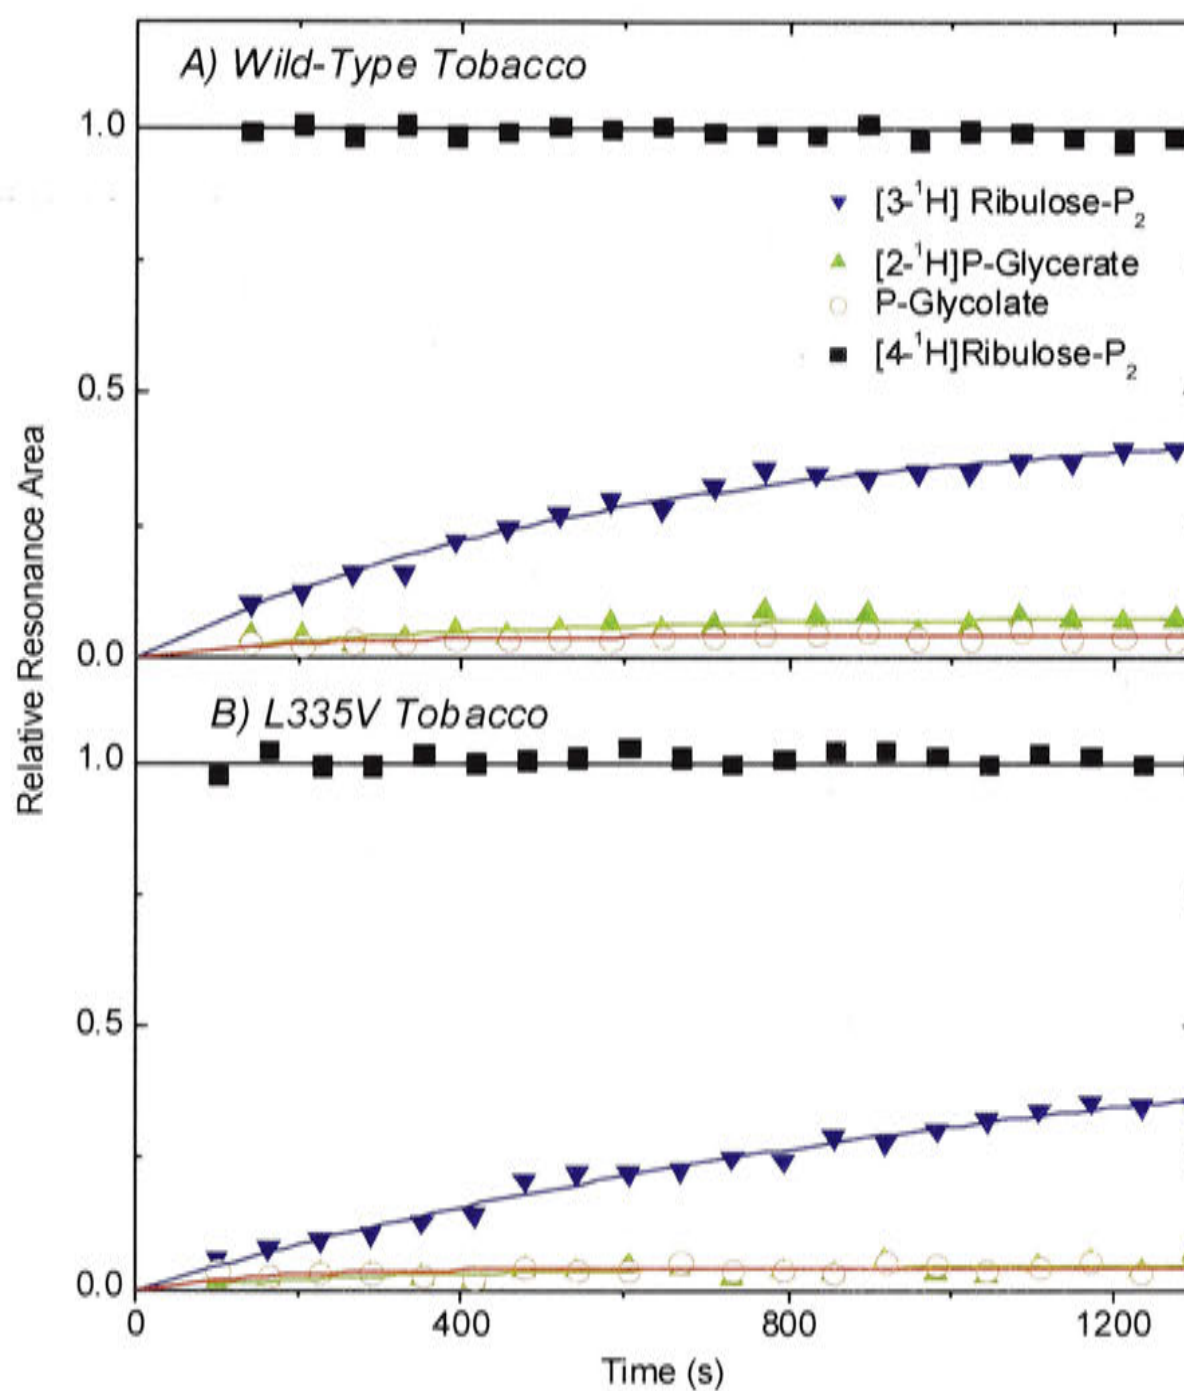 A) Wild-Type Tobacco
1.0
[3-¹H] Ribulose-P₂
[2-¹H]P-Glycerate
P-Glycolate
[4-¹H]Ribulose-P₂
0.5
0.0
Relative Resonance Area
B) L335V Tobacco
1.0
0.5
0.0
0 400 800 1200
Time (s)